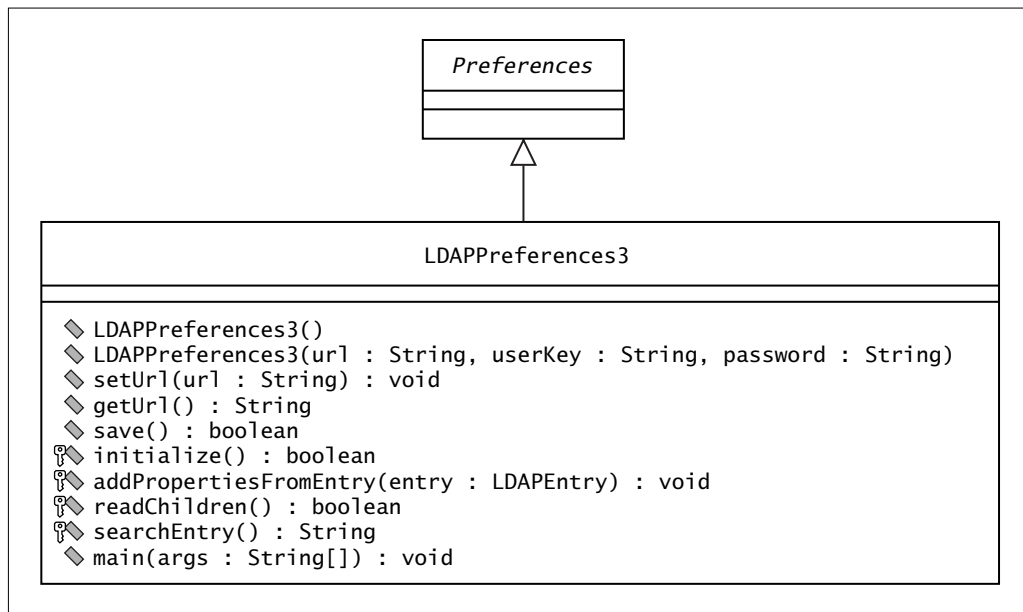 Preferences
LDAPPreferences3
LDAPPreferences3()
LDAPPreferences3(url : String, userKey : String, password : String)
setUrl(url : String) : void
getUrl() : String
save() : boolean
initialize() : boolean
addPropertiesFromEntry(entry : LDAPEntry) : void
readChildren() : boolean
searchEntry() : String
main(args : String[]) : void